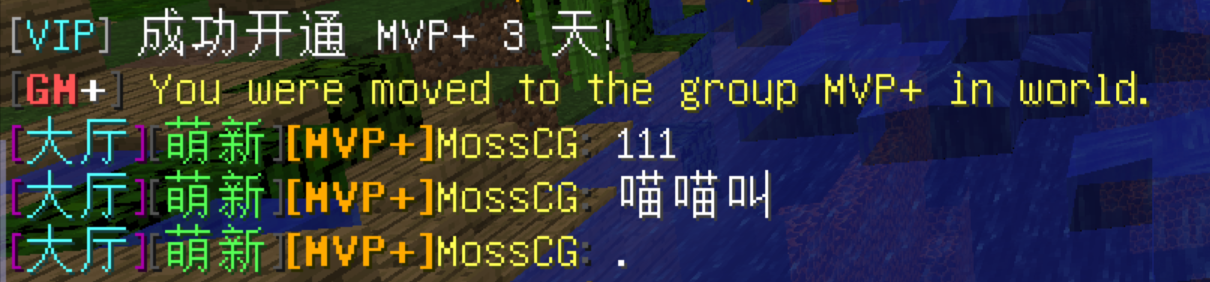 [VIP] 成功开通 MVP+ 3 天!
[GM+] You were moved to the group MVP+ in world.
[大厅][萌新][MVP+]MossCG: 111
[大厅][萌新][MVP+]MossCG: 喵喵叫
[大厅][萌新][MVP+]MossCG: .